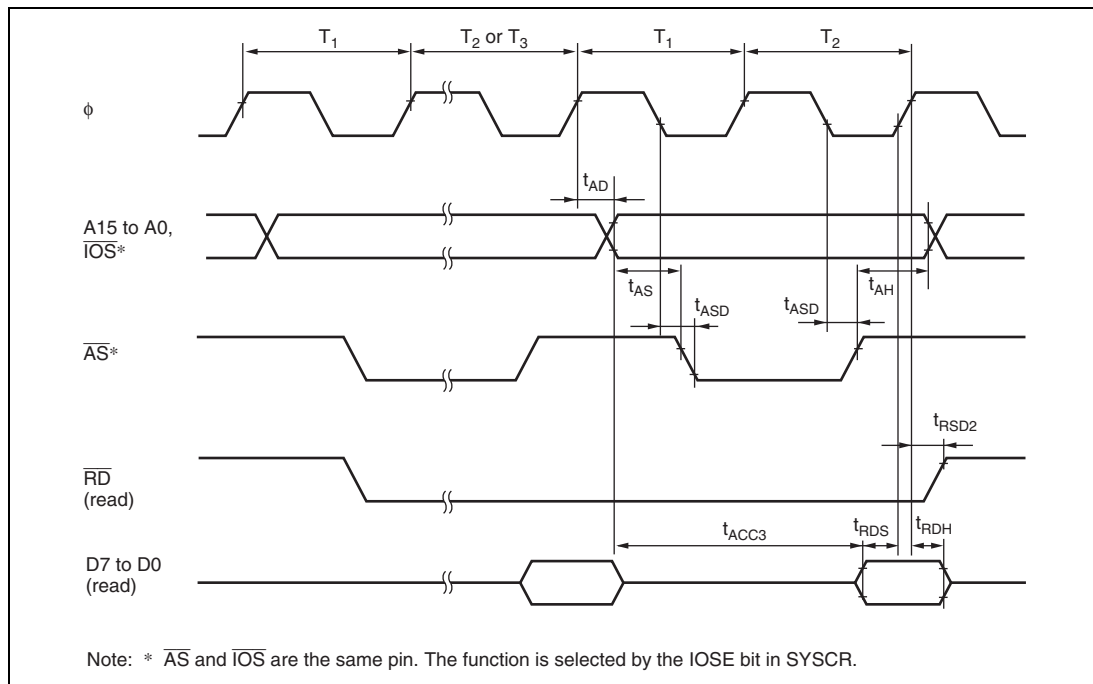 T1 T2 or T3 T1 T2
ϕ
tAD
A15 to A0,
IOS*
tAS tAH
tASD tASD
AS*
tRSD2
RD
(read)
tACC3 tRDS tRDH
D7 to D0
(read)
Note: * AS and IOS are the same pin. The function is selected by the IOSE bit in SYSCR.